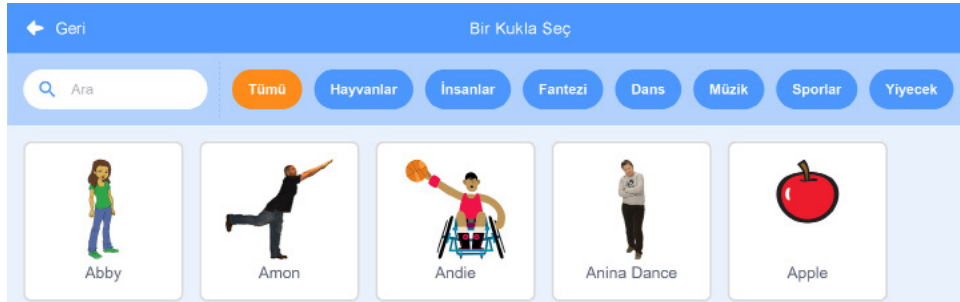 Geri Bir Kukla Seç
Ara Tümü Hayvanlar İnsanlar Fantezi Dans Müzik Sporlar Yiyecek
Abby Amon Andie Anina Dance Apple